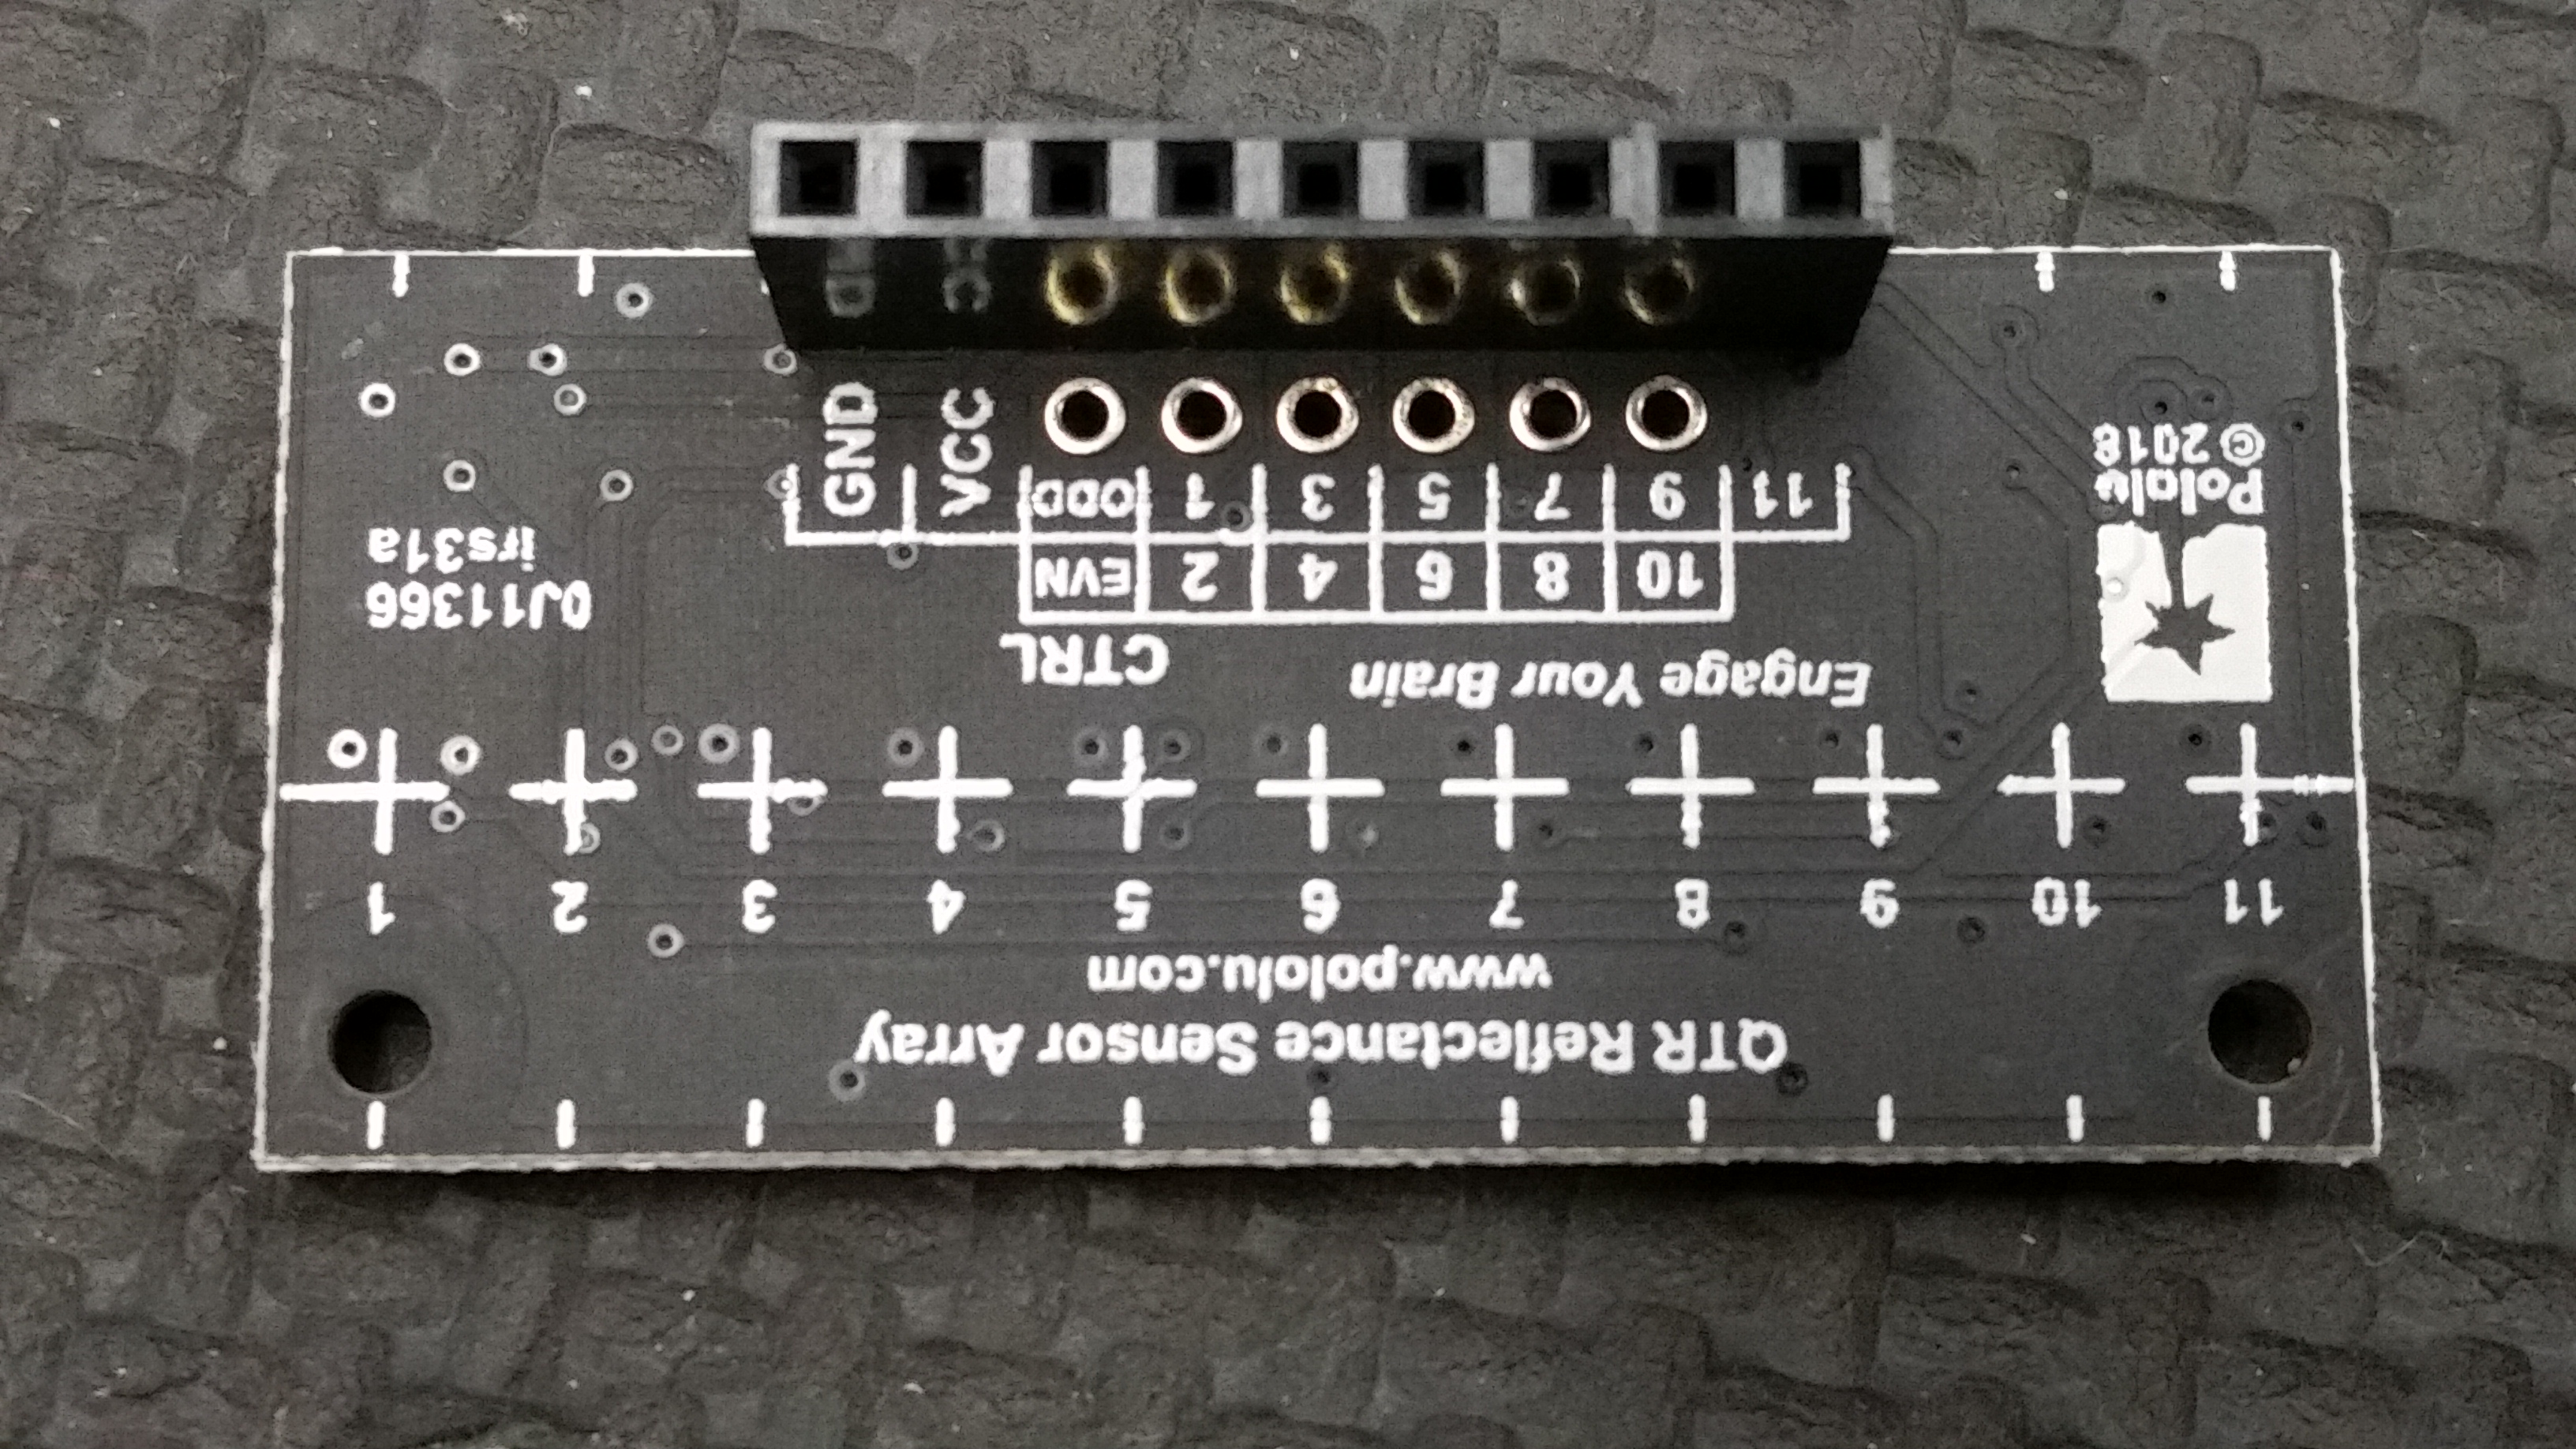 QTR Reflectance Sensor Array
www.pololu.com
11 10 9 8 7 6 5 4 3 2 1
Engage Your Brain
CTRL
10 8 6 4 2 EVN
11 9 7 5 3 1 ODD VCC GND
0J11366
irs31a
Pololu
© 2018